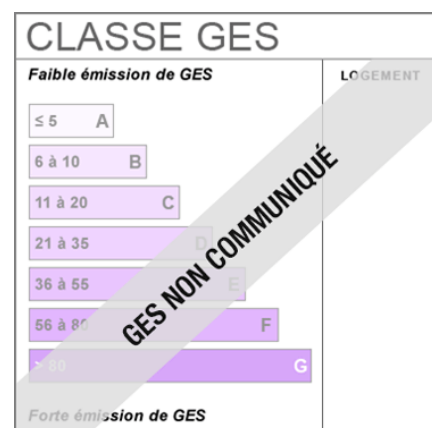 CLASSE GES
Faible émission de GES
LOGEMENT
≤ 5 A
6 à 10 B
11 à 20 C
21 à 35 D
36 à 55 E
56 à 80 F
> 80 G
GES NON COMMUNIQUÉ
Forte émission de GES